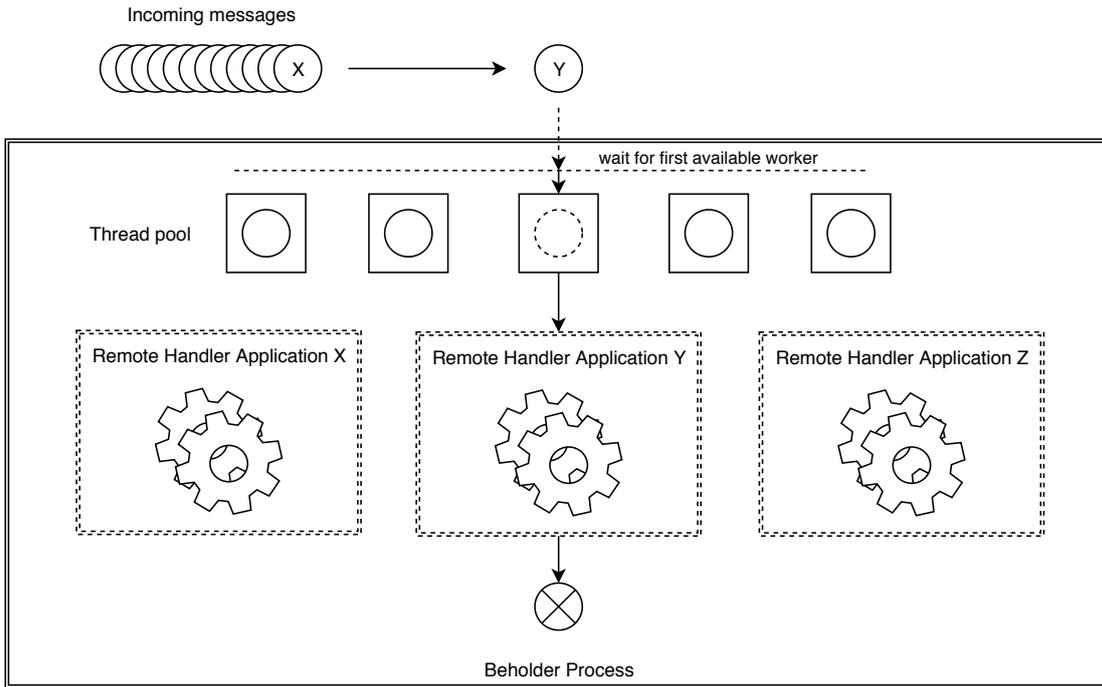 Incoming messages
X
Y
wait for first available worker
Thread pool
Remote Handler Application X
Remote Handler Application Y
Remote Handler Application Z
Beholder Process